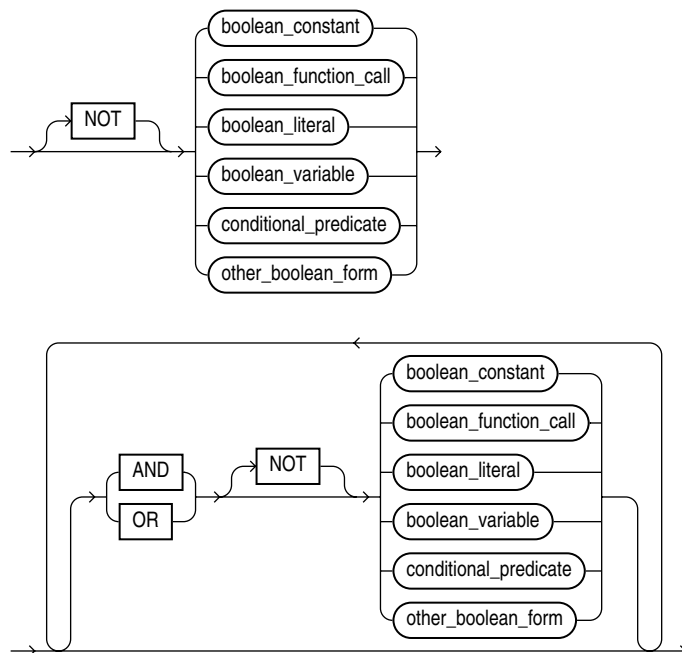 boolean_constant
boolean_function_call
NOT
boolean_literal
boolean_variable
conditional_predicate
other_boolean_form
boolean_constant
boolean_function_call
AND
NOT
boolean_literal
OR
boolean_variable
conditional_predicate
other_boolean_form